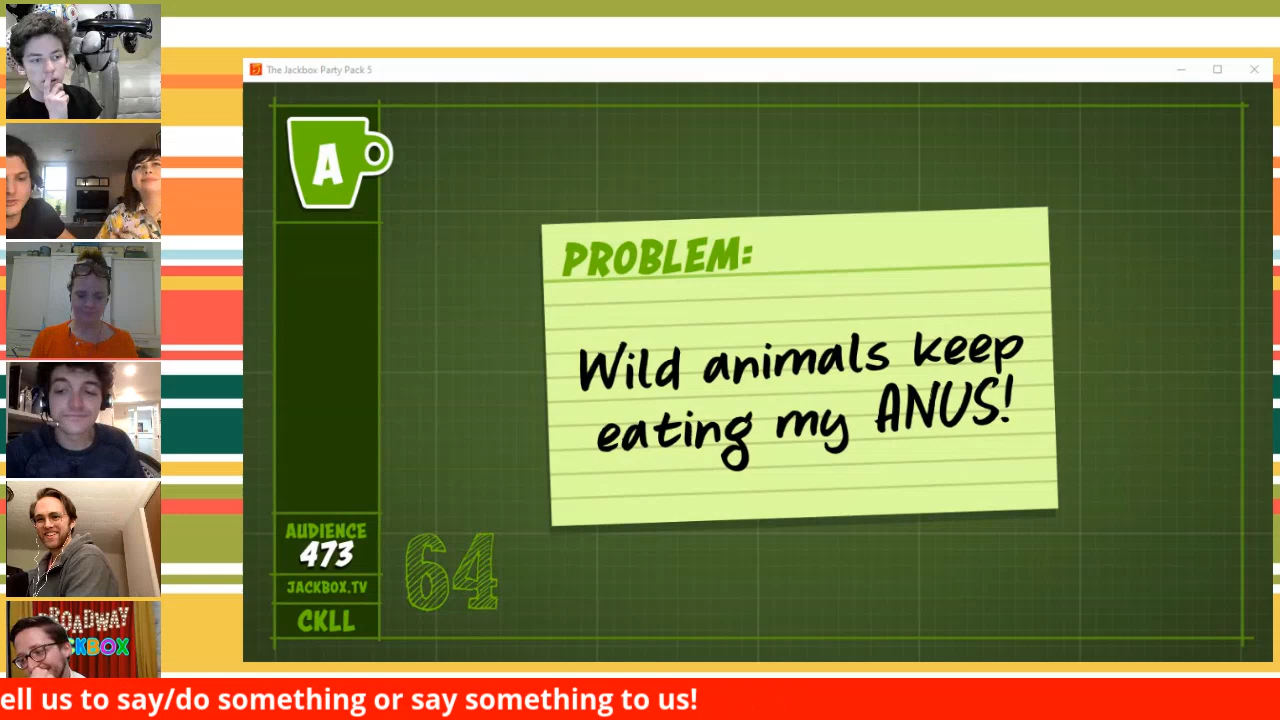 The Jackbox Party Pack 5
A
PROBLEM:
Wild animals keep
eating my ANUS!
AUDIENCE
473
JACKBOX.TV
CKLL
64
BROADWAY
ell us to say/do something or say something to us!